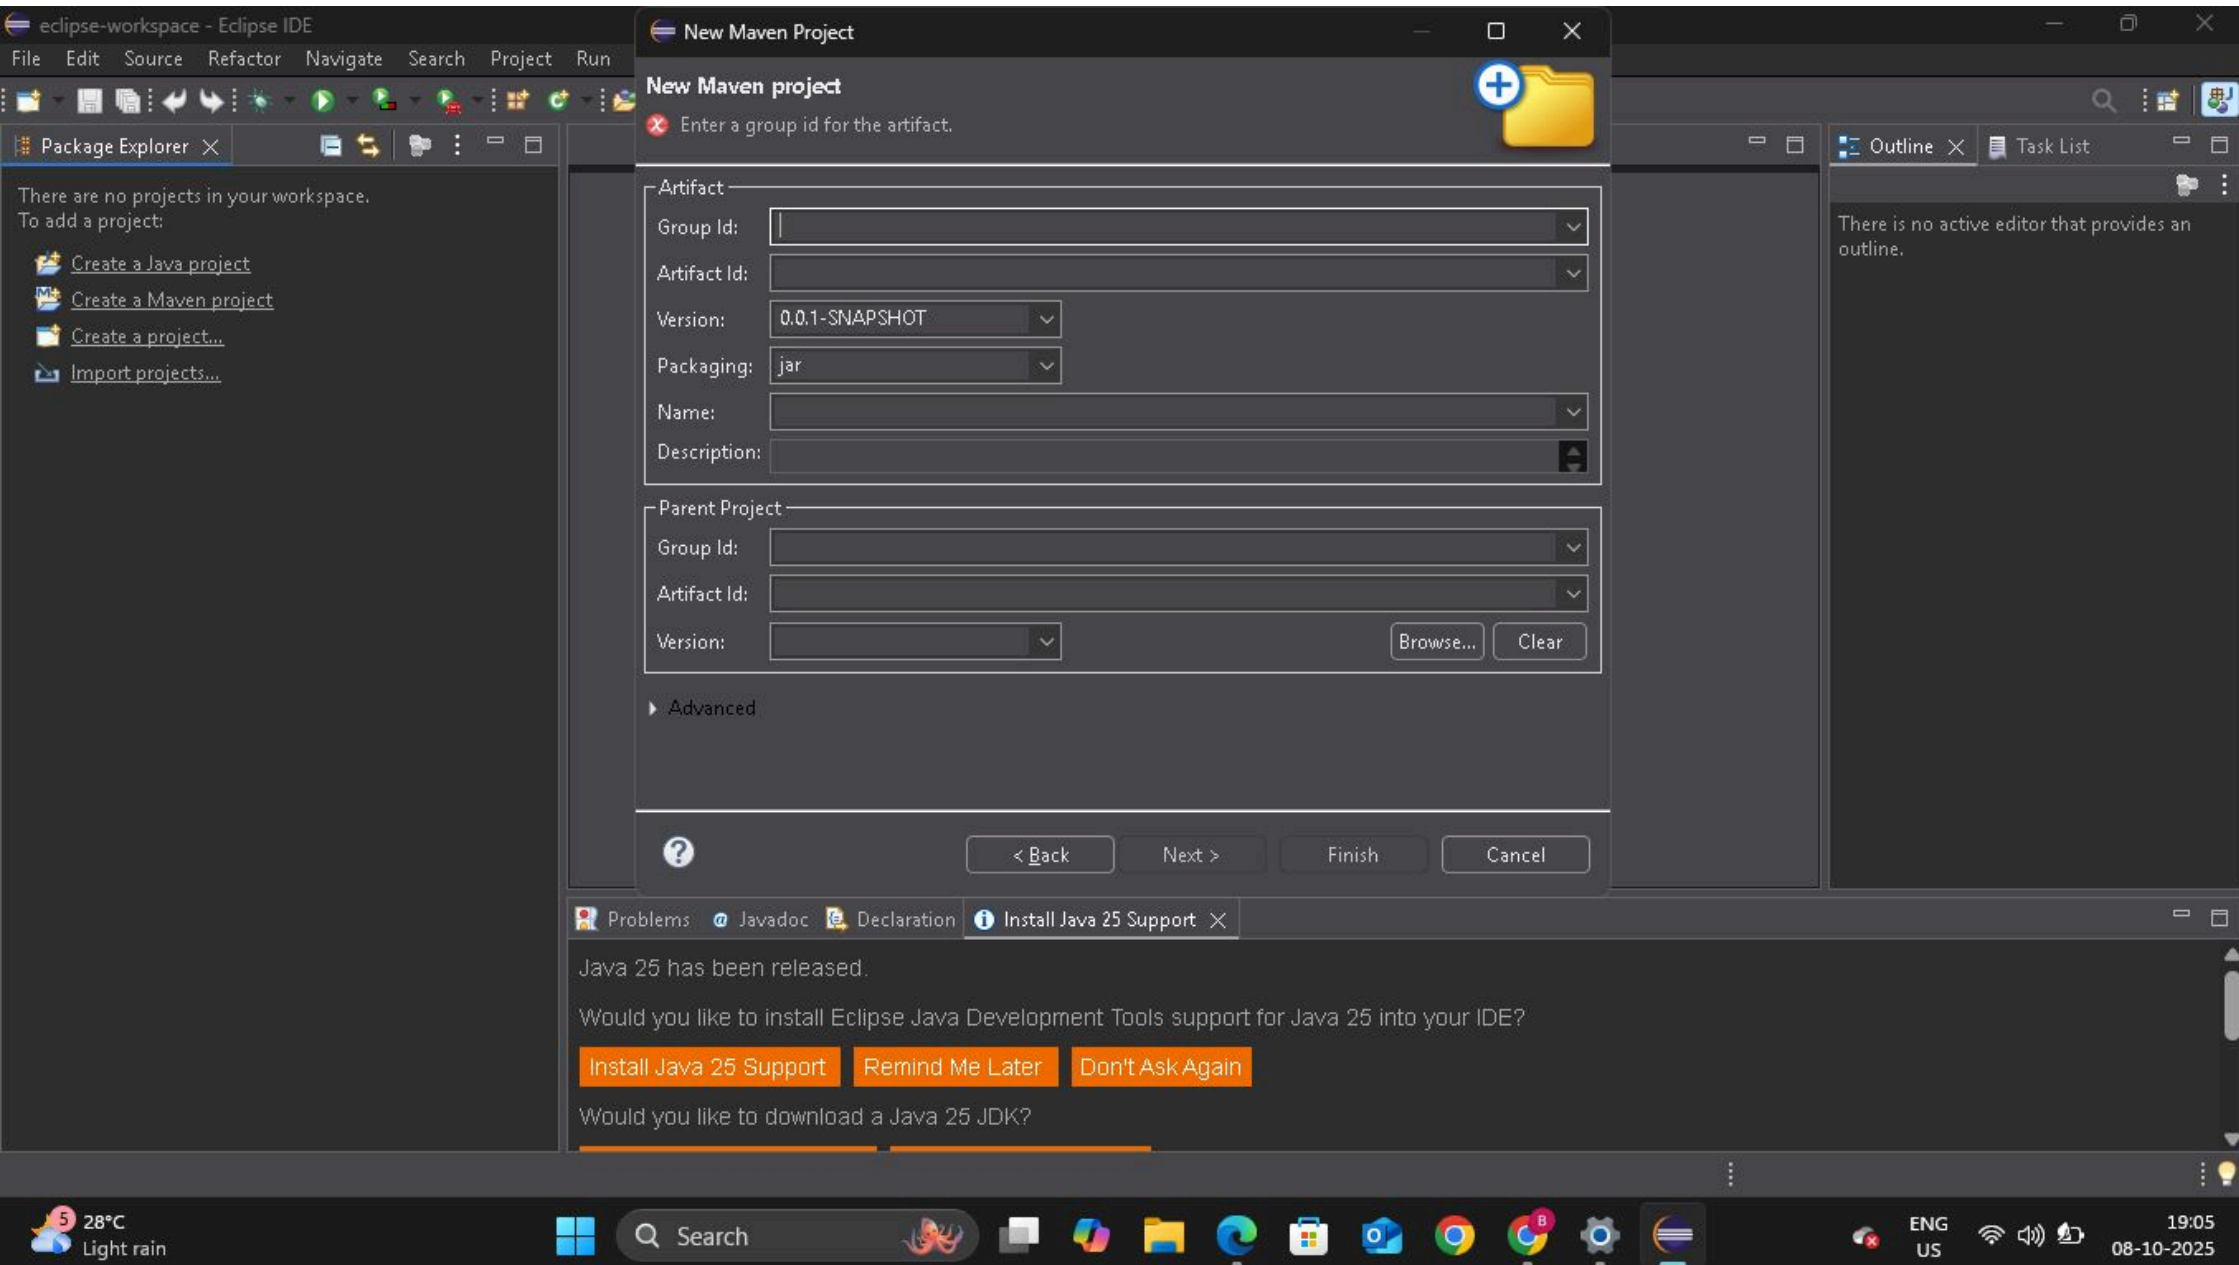 eclipse-workspace - Eclipse IDE
File Edit Source Refactor Navigate Search Project Run
Package Explorer
There are no projects in your workspace.
To add a project:
Create a Java project
Create a Maven project
Create a project...
Import projects...
New Maven Project
New Maven project
Enter a group id for the artifact.
Artifact
Group Id:
Artifact Id:
Version: 0.0.1-SNAPSHOT
Packaging: jar
Name:
Description:
Parent Project
Group Id:
Artifact Id:
Version:
Browse... Clear
Advanced
< Back Next > Finish Cancel
Outline Task List
There is no active editor that provides an
outline.
Problems @ Javadoc Declaration Install Java 25 Support
Java 25 has been released.
Would you like to install Eclipse Java Development Tools support for Java 25 into your IDE?
Install Java 25 Support Remind Me Later Don't Ask Again
Would you like to download a Java 25 JDK?
5 28°C
Light rain
Search
B
ENG
US
19:05
08-10-2025